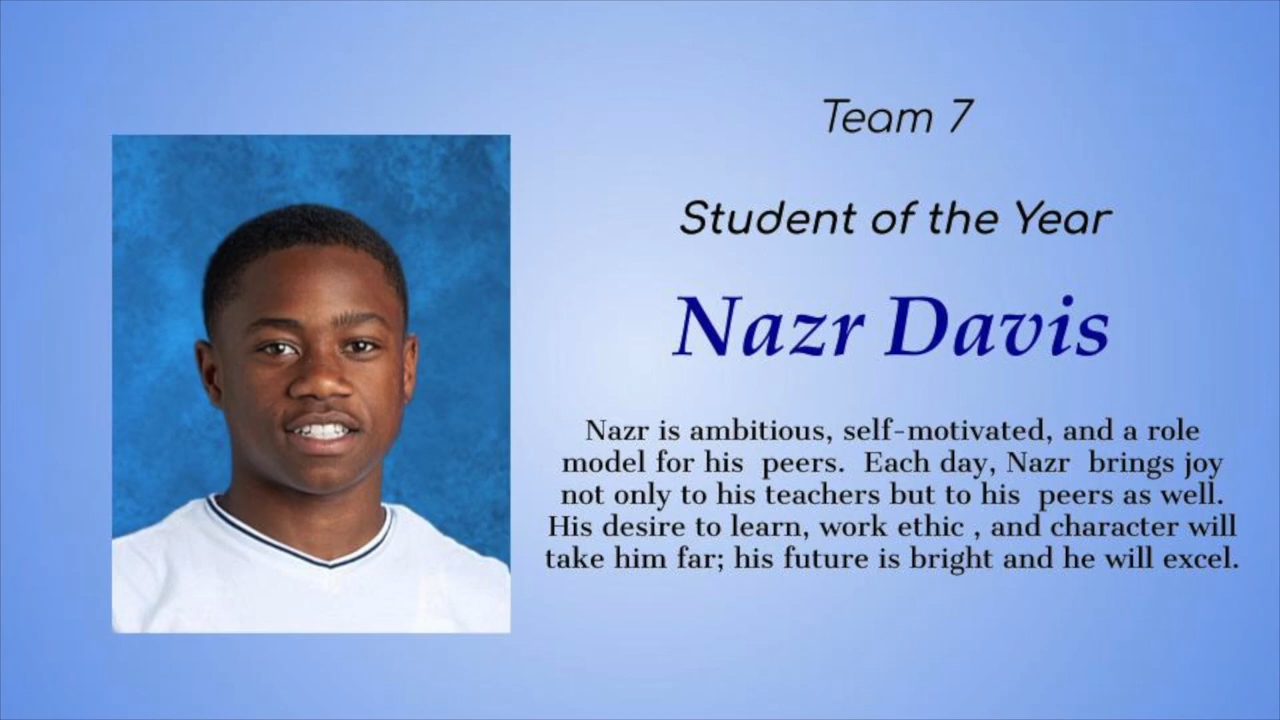 Team 7
Student of the Year
Nazr Davis
Nazr is ambitious, self-motivated, and a role
model for his  peers.  Each day, Nazr  brings joy
not only to his teachers but to his  peers as well.
His desire to learn, work ethic , and character will
take him far; his future is bright and he will excel.